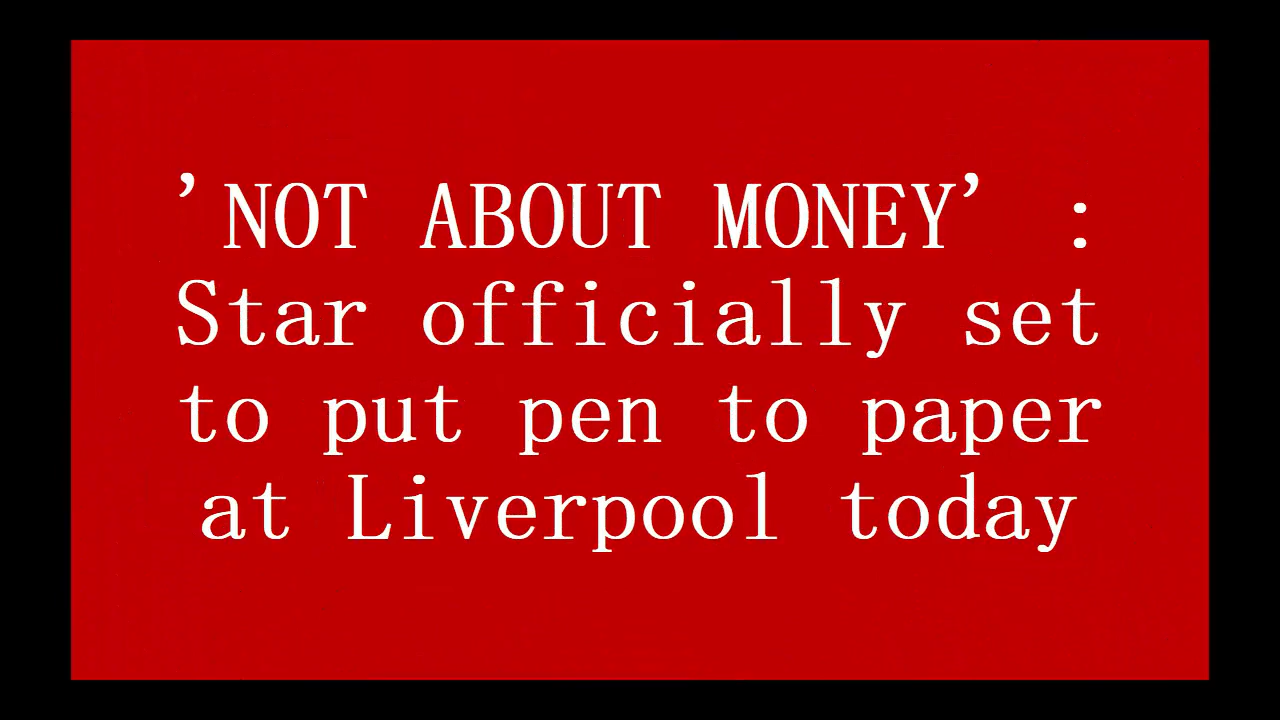 ’NOT ABOUT MONEY’ :
Star officially set
to put pen to paper
at Liverpool today